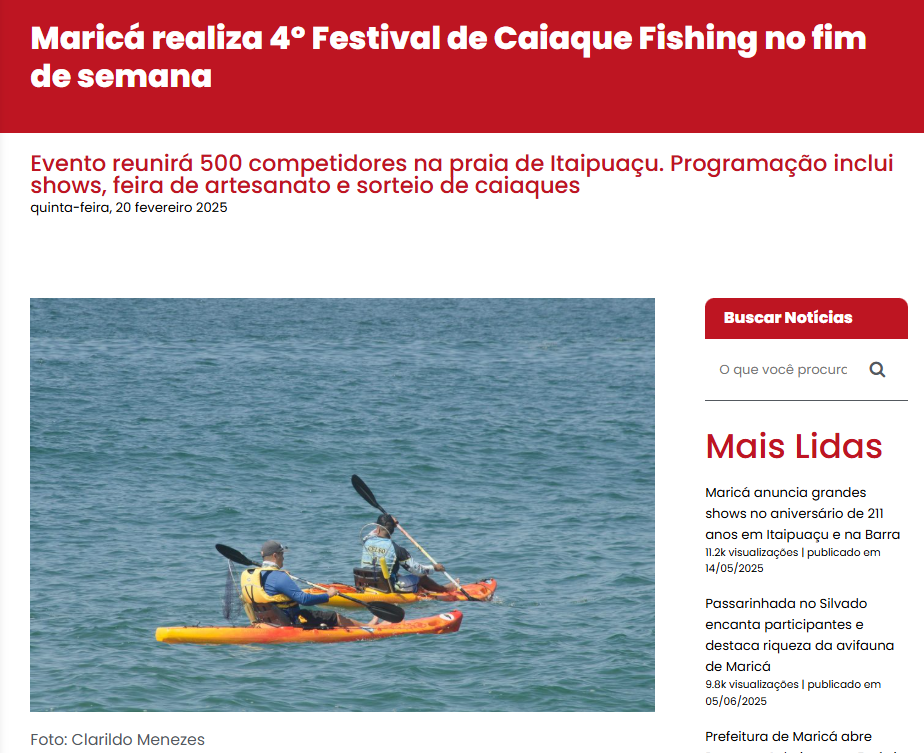 Maricá realiza 4º Festival de Caiaque Fishing no fim
de semana
Evento reunirá 500 competidores na praia de Itaipuaçu. Programação inclui
shows, feira de artesanato e sorteio de caiaques
quinta-feira, 20 fevereiro 2025
Foto: Clarildo Menezes
Buscar Notícias
O que você procurc
Mais Lidas
Maricá anuncia grandes
shows no aniversário de 211
anos em Itaipuaçu e na Barra
11.2k visualizações | publicado em
14/05/2025
Passarinhada no Silvado
encanta participantes e
destaca riqueza da avifauna
de Maricá
9.8k visualizações | publicado em
05/06/2025
Prefeitura de Maricá abre